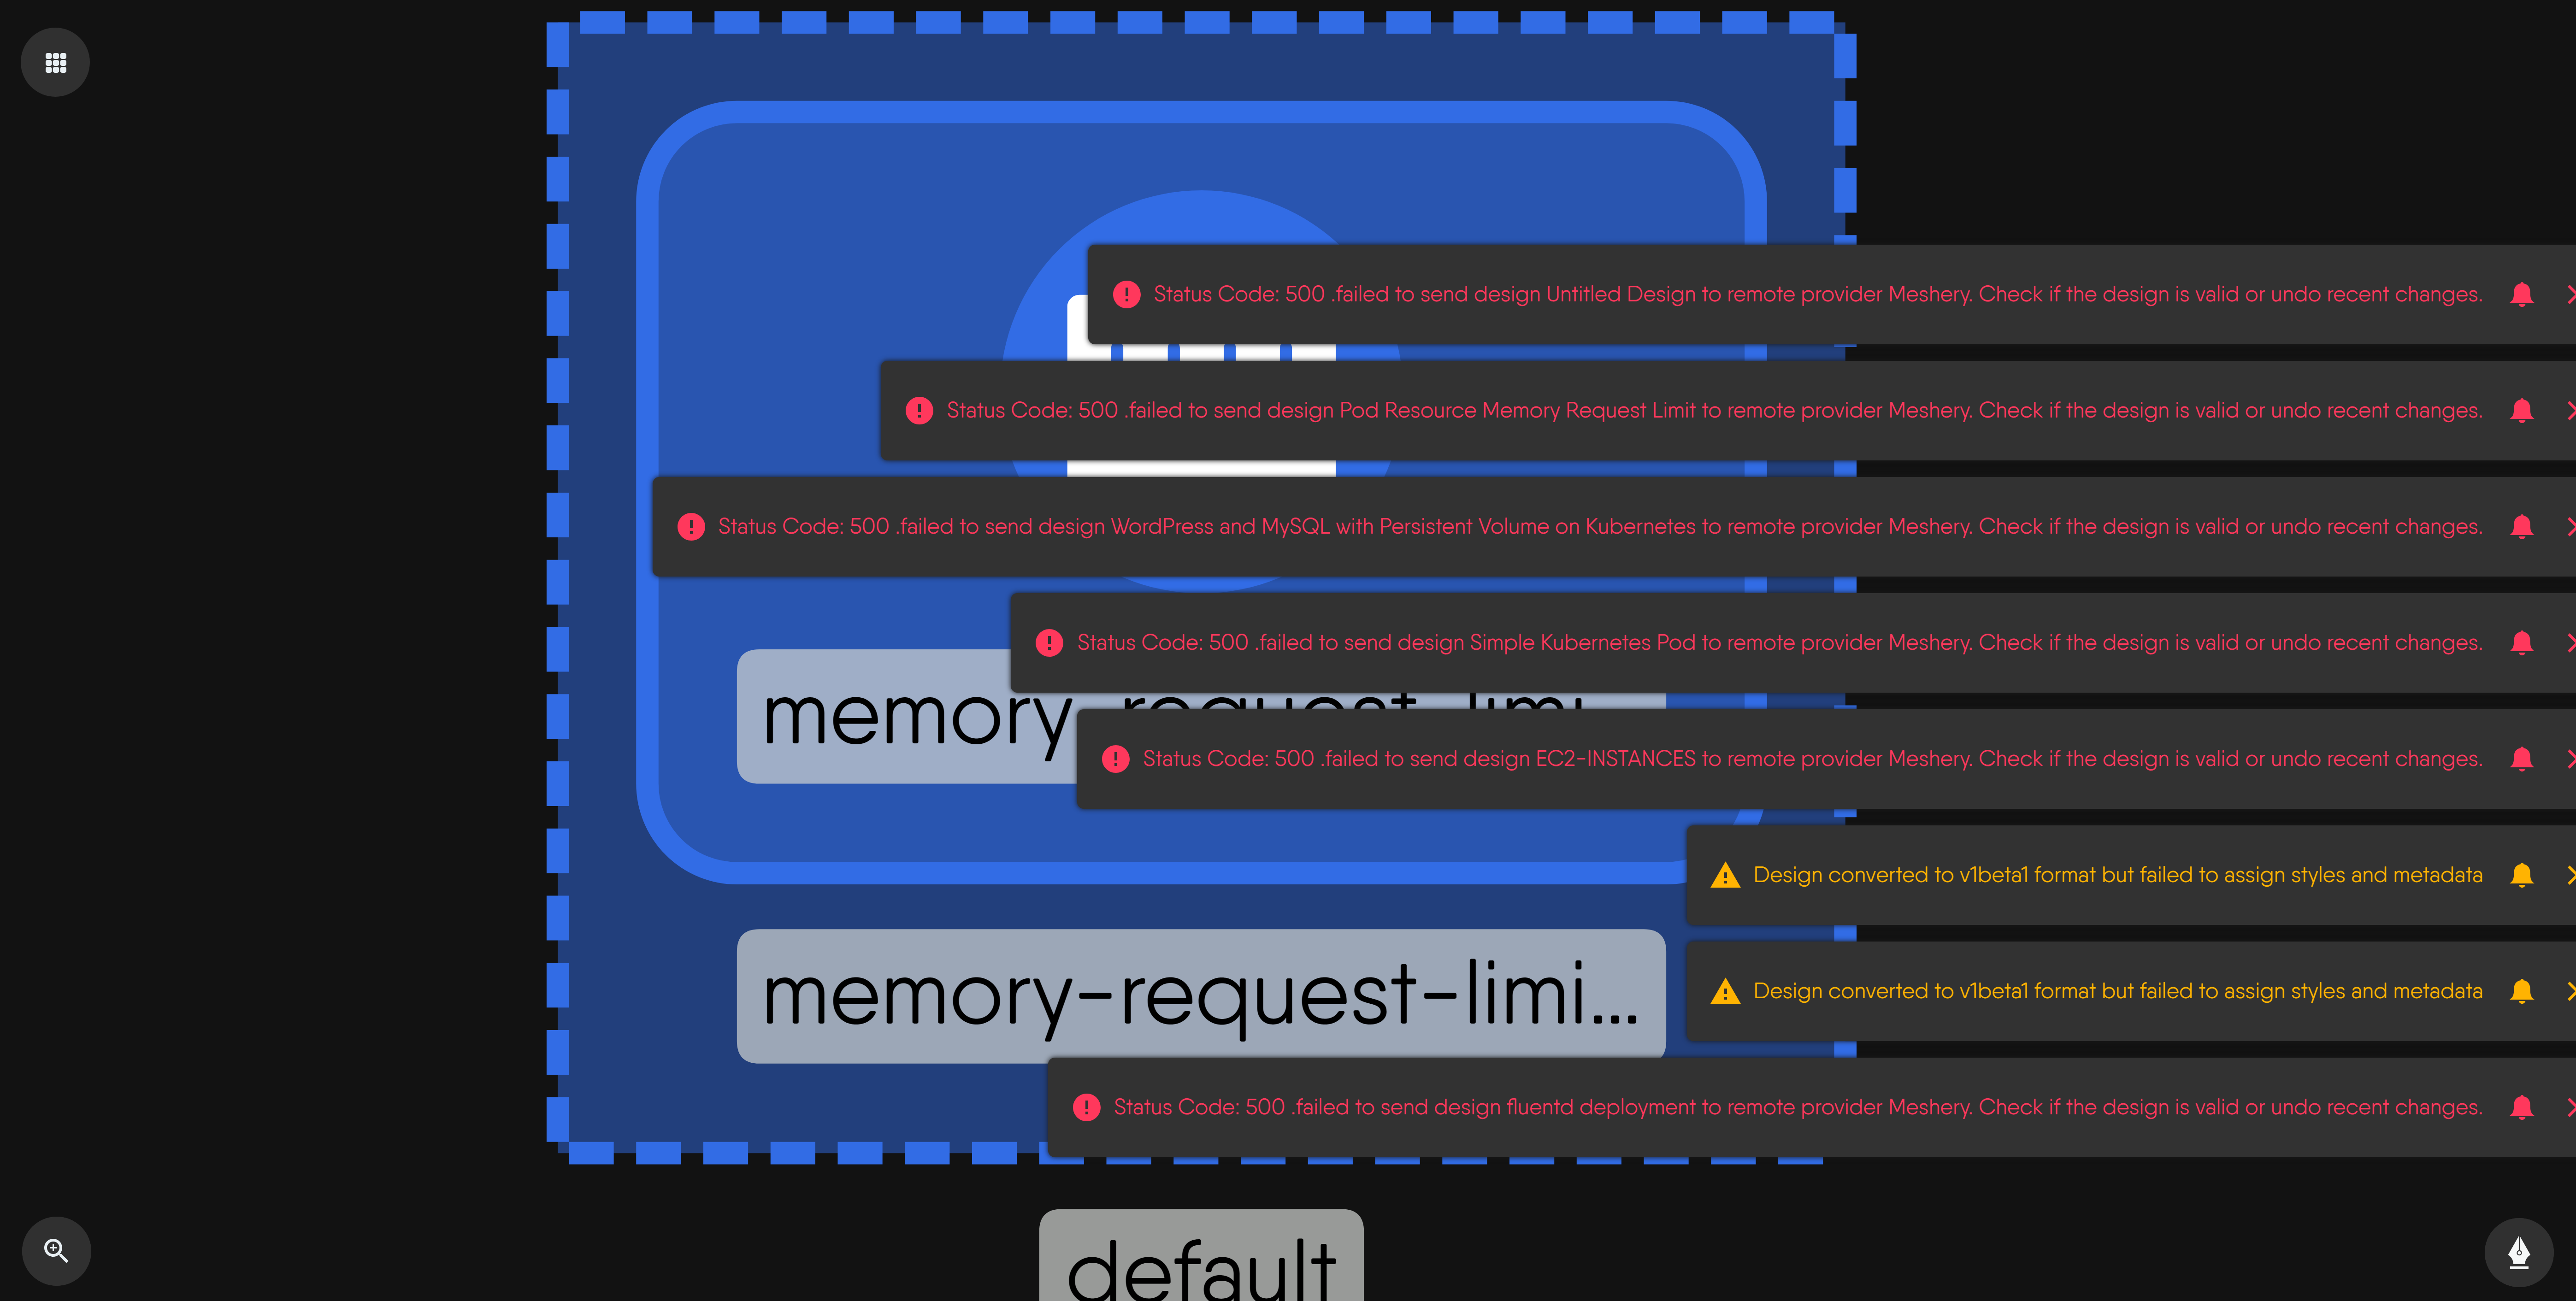 Status Code: 500 .failed to send design Untitled Design to remote provider Meshery. Check if the design is valid or undo recent changes.
Status Code: 500 .failed to send design Pod Resource Memory Request Limit to remote provider Meshery. Check if the design is valid or undo recent changes.
Status Code: 500 .failed to send design WordPress and MySQL with Persistent Volume on Kubernetes to remote provider Meshery. Check if the design is valid or undo recent changes.
Status Code: 500 .failed to send design Simple Kubernetes Pod to remote provider Meshery. Check if the design is valid or undo recent changes.
memory-request-limi...
Status Code: 500 .failed to send design EC2-INSTANCES to remote provider Meshery. Check if the design is valid or undo recent changes.
Design converted to v1beta1 format but failed to assign styles and metadata
memory-request-limi...
Design converted to v1beta1 format but failed to assign styles and metadata
Status Code: 500 .failed to send design fluentd deployment to remote provider Meshery. Check if the design is valid or undo recent changes.
default